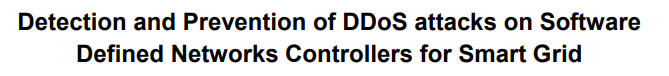 Detection and Prevention of DDoS attacks on Software
Defined Networks Controllers for Smart Grid